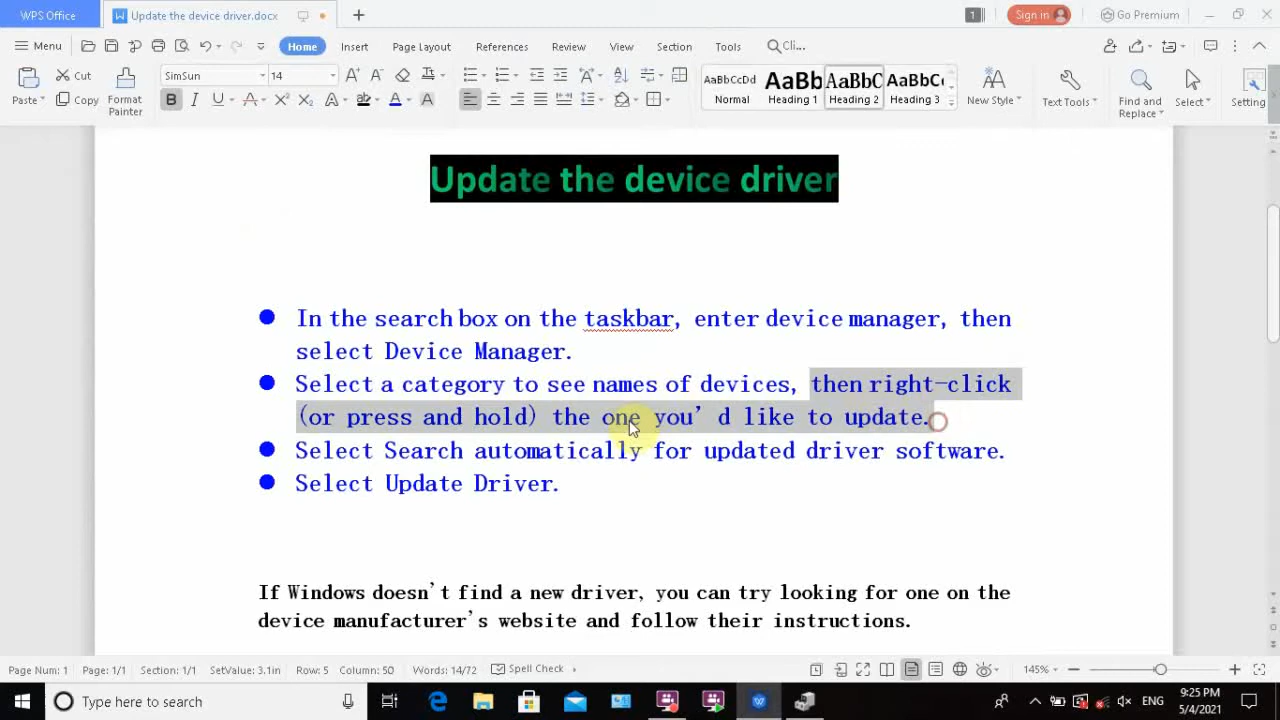 WPS Office
Update the device driver.docx
1
Sign in
Go Premium
Menu
Home
Insert
Page Layout
References
Review
View
Section
Tools
Cli...
Paste
Cut
Copy
Format Painter
SimSun
14
AaBbCcDd
Normal
AaBb
Heading 1
AaBbC
Heading 2
AaBbC
Heading 3
New Style
Text Tools
Find and Replace
Select
Setting
Update the device driver
In the search box on the taskbar, enter device manager, then
select Device Manager.
Select a category to see names of devices, then right-click
(or press and hold) the one you'd like to update.
Select Search automatically for updated driver software.
Select Update Driver.
If Windows doesn't find a new driver, you can try looking for one on the
device manufacturer's website and follow their instructions.
Page Num: 1 Page: 1/1 Section: 1/1 SetValue: 3.1in Row: 5 Column: 50 Words: 14/72 Spell Check 145%
Type here to search
ENG
9:25 PM
5/4/2021